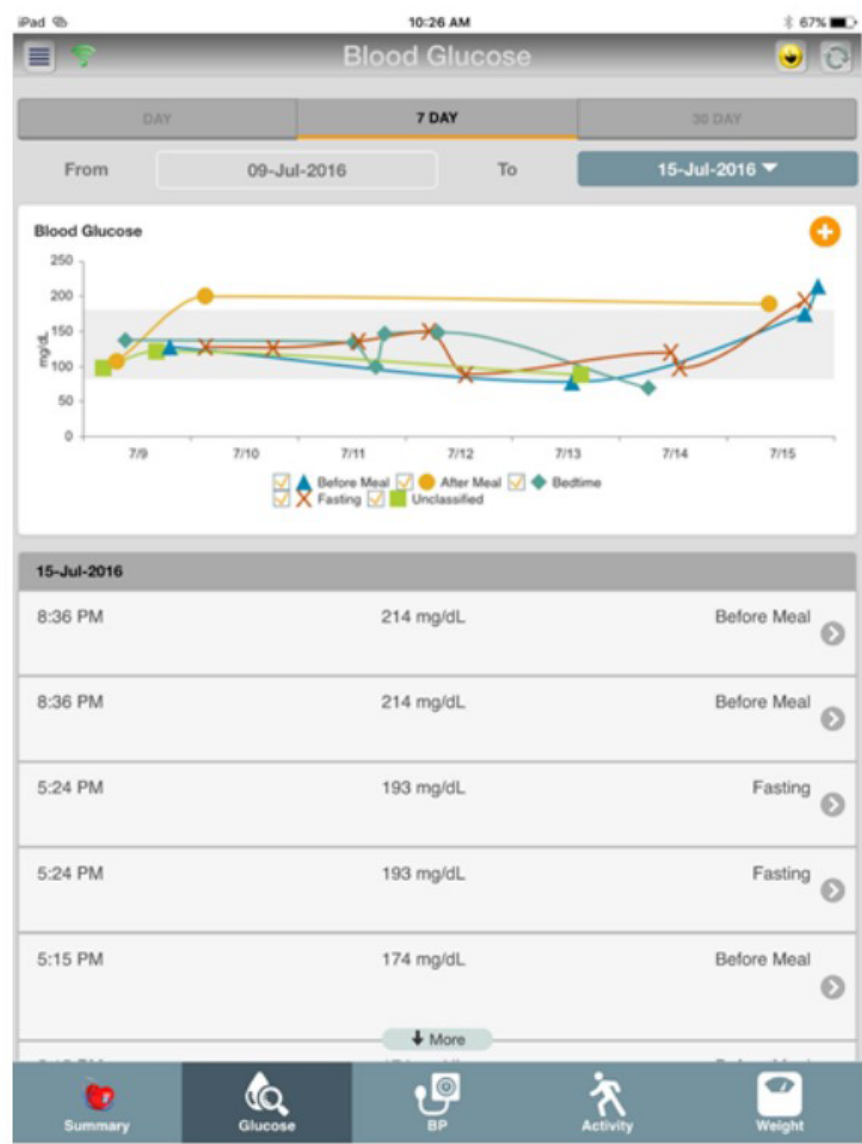 iPad 10:26 AM 67%
Blood Glucose
DAY 7 DAY 30 DAY
From 09-Jul-2016 To 15-Jul-2016
Blood Glucose
250
200
150
100
50
0
mg/dL
7/9 7/10 7/11 7/12 7/13 7/14 7/15
Before Meal After Meal Bedtime
Fasting Unclassified
15-Jul-2016
8:36 PM 214 mg/dL Before Meal
8:36 PM 214 mg/dL Before Meal
5:24 PM 193 mg/dL Fasting
5:24 PM 193 mg/dL Fasting
5:15 PM 174 mg/dL Before Meal
More
Summary Glucose BP Activity Weight